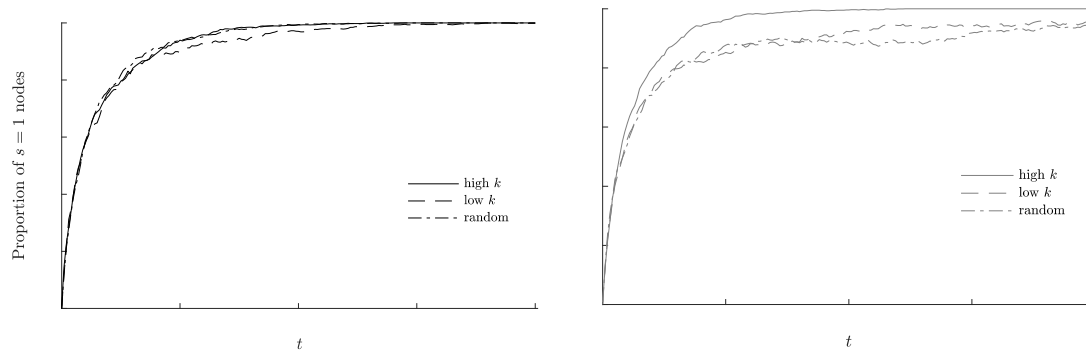 Proportion of s = 1 nodes
high k
low k
random
t
high k
low k
random
t